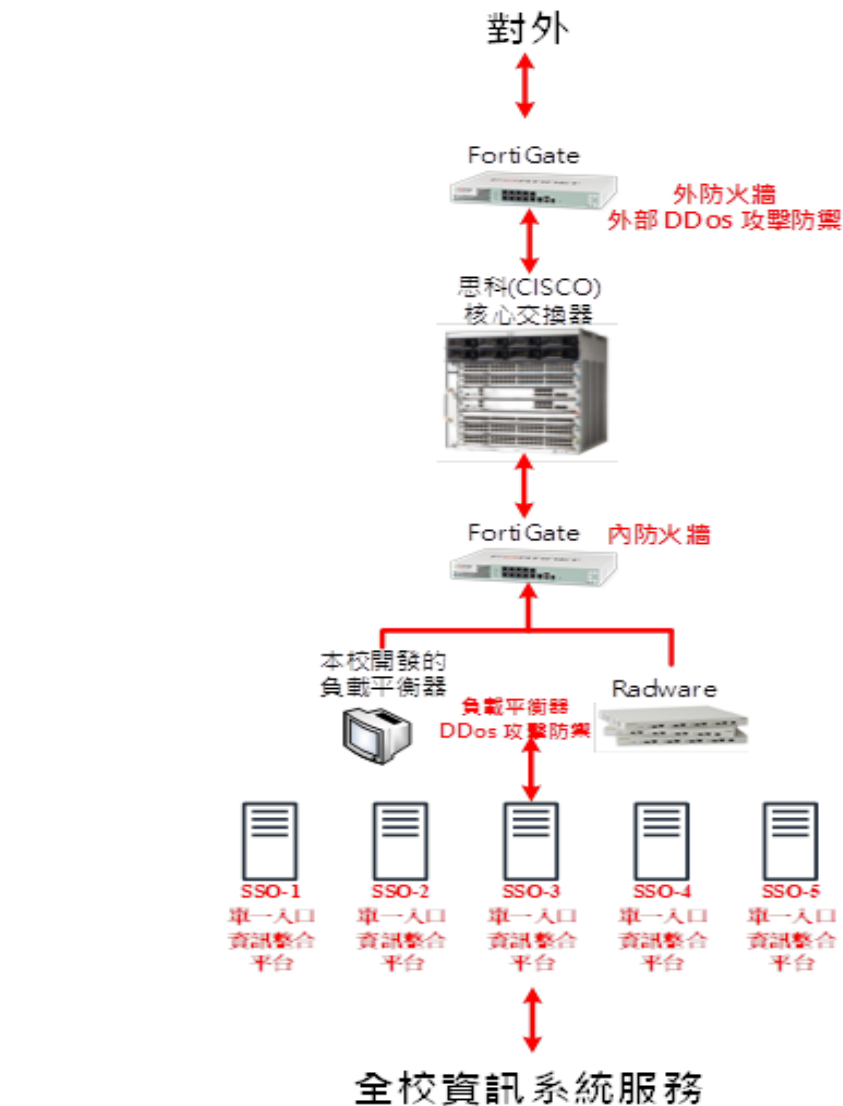 對外
FortiGate
外防火牆
外部 DDos 攻擊防禦
思科(CISCO)
核心交換器
FortiGate
內防火牆
本校開發的
負載平衡器
負載平衡器
DDos 攻擊防禦
Radware
SSO-1
單一入口
資訊整合
平台
SSO-2
單一入口
資訊整合
平台
SSO-3
單一入口
資訊整合
平台
SSO-4
單一入口
資訊整合
平台
SSO-5
單一入口
資訊整合
平台
全校資訊系統服務